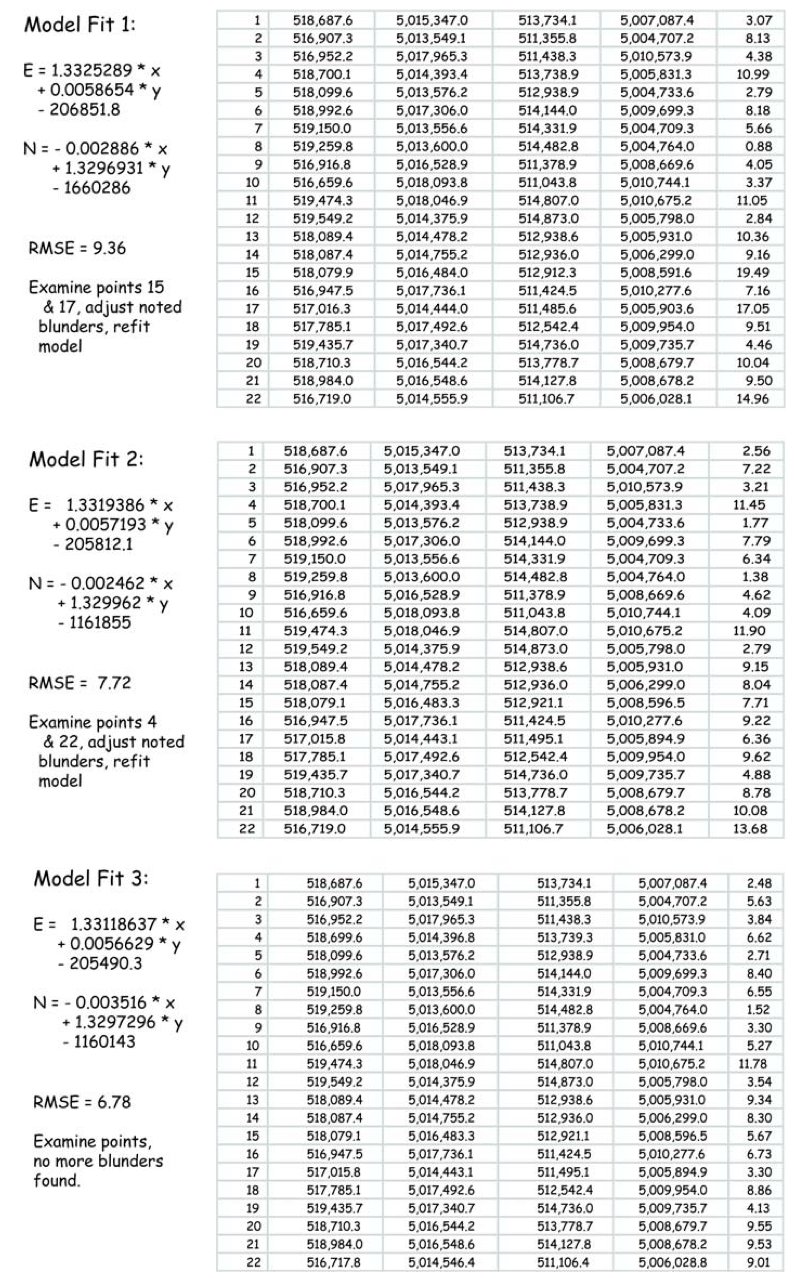 Model Fit 1:
E = 1.3325289 * x
+ 0.0058654 * y
- 206851.8
N = - 0.002886 * x
+ 1.3296931 * y
- 1660286
RMSE = 9.36
Examine points 15
& 17, adjust noted
blunders, refit
model
1 518,687.6 5,015,347.0 513,734.1 5,007,087.4 3.07
2 516,907.3 5,013,549.1 511,355.8 5,004,707.2 8.13
3 516,952.2 5,017,965.3 511,438.3 5,010,573.9 4.38
4 518,700.1 5,014,393.4 513,738.9 5,005,831.3 10.99
5 518,099.6 5,013,576.2 512,938.9 5,004,733.6 2.79
6 518,992.6 5,017,306.0 514,144.0 5,009,699.3 8.18
7 519,150.0 5,013,556.6 514,331.9 5,004,709.3 5.66
8 519,259.8 5,013,600.0 514,482.8 5,004,764.0 0.88
9 516,916.8 5,016,528.9 511,378.9 5,008,669.6 4.05
10 516,659.6 5,018,093.8 511,043.8 5,010,744.1 3.37
11 519,474.3 5,018,046.9 514,807.0 5,010,675.2 11.05
12 519,549.2 5,014,375.9 514,873.0 5,005,798.0 2.84
13 518,089.4 5,014,478.2 512,938.6 5,005,931.0 10.36
14 518,087.4 5,014,755.2 512,936.0 5,006,299.0 9.16
15 518,079.9 5,016,484.0 512,912.3 5,008,591.6 19.49
16 516,947.5 5,017,736.1 511,424.5 5,010,277.6 7.16
17 517,016.3 5,014,444.0 511,485.6 5,005,903.6 17.05
18 517,785.1 5,017,492.6 512,542.4 5,009,954.0 9.51
19 519,435.7 5,017,340.7 514,736.0 5,009,735.7 4.46
20 518,710.3 5,016,544.2 513,778.7 5,008,679.7 10.04
21 518,984.0 5,016,548.6 514,127.8 5,008,678.2 9.50
22 516,719.0 5,014,555.9 511,106.7 5,006,028.1 14.96
Model Fit 2:
E = 1.3319386 * x
+ 0.0057193 * y
- 205812.1
N = - 0.002462 * x
+ 1.329962 * y
- 1161855
RMSE = 7.72
Examine points 4
& 22, adjust noted
blunders, refit
model
1 518,687.6 5,015,347.0 513,734.1 5,007,087.4 2.56
2 516,907.3 5,013,549.1 511,355.8 5,004,707.2 7.22
3 516,952.2 5,017,965.3 511,438.3 5,010,573.9 3.21
4 518,700.1 5,014,393.4 513,738.9 5,005,831.3 11.45
5 518,099.6 5,013,576.2 512,938.9 5,004,733.6 1.77
6 518,992.6 5,017,306.0 514,144.0 5,009,699.3 7.79
7 519,150.0 5,013,556.6 514,331.9 5,004,709.3 6.34
8 519,259.8 5,013,600.0 514,482.8 5,004,764.0 1.38
9 516,916.8 5,016,528.9 511,378.9 5,008,669.6 4.62
10 516,659.6 5,018,093.8 511,043.8 5,010,744.1 4.09
11 519,474.3 5,018,046.9 514,807.0 5,010,675.2 11.90
12 519,549.2 5,014,375.9 514,873.0 5,005,798.0 2.79
13 518,089.4 5,014,478.2 512,938.6 5,005,931.0 9.15
14 518,087.4 5,014,755.2 512,936.0 5,006,299.0 8.04
15 518,079.1 5,016,483.3 512,921.1 5,008,596.5 7.71
16 516,947.5 5,017,736.1 511,424.5 5,010,277.6 9.22
17 517,015.8 5,014,443.1 511,495.1 5,005,894.9 6.36
18 517,785.1 5,017,492.6 512,542.4 5,009,954.0 9.62
19 519,435.7 5,017,340.7 514,736.0 5,009,735.7 4.88
20 518,710.3 5,016,544.2 513,778.7 5,008,679.7 8.78
21 518,984.0 5,016,548.6 514,127.8 5,008,678.2 10.08
22 516,719.0 5,014,555.9 511,106.7 5,006,028.1 13.68
Model Fit 3:
E = 1.33118637 * x
+ 0.0056629 * y
- 205490.3
N = - 0.003516 * x
+ 1.3297296 * y
- 1160143
RMSE = 6.78
Examine points,
no more blunders
found.
1 518,687.6 5,015,347.0 513,734.1 5,007,087.4 2.48
2 516,907.3 5,013,549.1 511,355.8 5,004,707.2 5.63
3 516,952.2 5,017,965.3 511,438.3 5,010,573.9 3.84
4 518,699.6 5,014,396.8 513,739.3 5,005,831.0 6.62
5 518,099.6 5,013,576.2 512,938.9 5,004,733.6 2.71
6 518,992.6 5,017,306.0 514,144.0 5,009,699.3 8.40
7 519,150.0 5,013,556.6 514,331.9 5,004,709.3 6.55
8 519,259.8 5,013,600.0 514,482.8 5,004,764.0 1.52
9 516,916.8 5,016,528.9 511,378.9 5,008,669.6 3.30
10 516,659.6 5,018,093.8 511,043.8 5,010,744.1 5.27
11 519,474.3 5,018,046.9 514,807.0 5,010,675.2 11.78
12 519,549.2 5,014,375.9 514,873.0 5,005,798.0 3.54
13 518,089.4 5,014,478.2 512,938.6 5,005,931.0 9.34
14 518,087.4 5,014,755.2 512,936.0 5,006,299.0 8.30
15 518,079.1 5,016,483.3 512,921.1 5,008,596.5 5.67
16 516,947.5 5,017,736.1 511,424.5 5,010,277.6 6.73
17 517,015.8 5,014,443.1 511,495.1 5,005,894.9 3.30
18 517,785.1 5,017,492.6 512,542.4 5,009,954.0 8.86
19 519,435.7 5,017,340.7 514,736.0 5,009,735.7 4.13
20 518,710.3 5,016,544.2 513,778.7 5,008,679.7 9.55
21 518,984.0 5,016,548.6 514,127.8 5,008,678.2 9.53
22 516,717.8 5,014,546.4 511,106.4 5,006,028.8 9.01